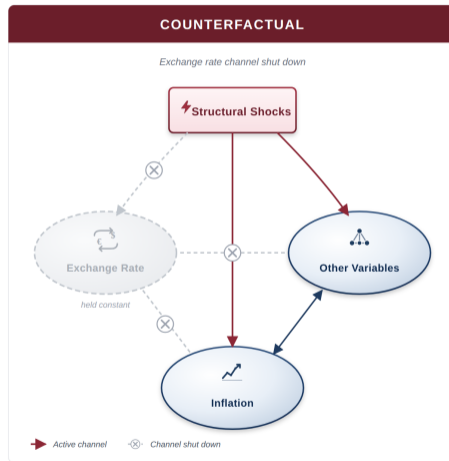 COUNTERFACTUAL
Exchange rate channel shut down
Structural Shocks
Exchange Rate
Other Variables
held constant
Inflation
Active channel
Channel shut down